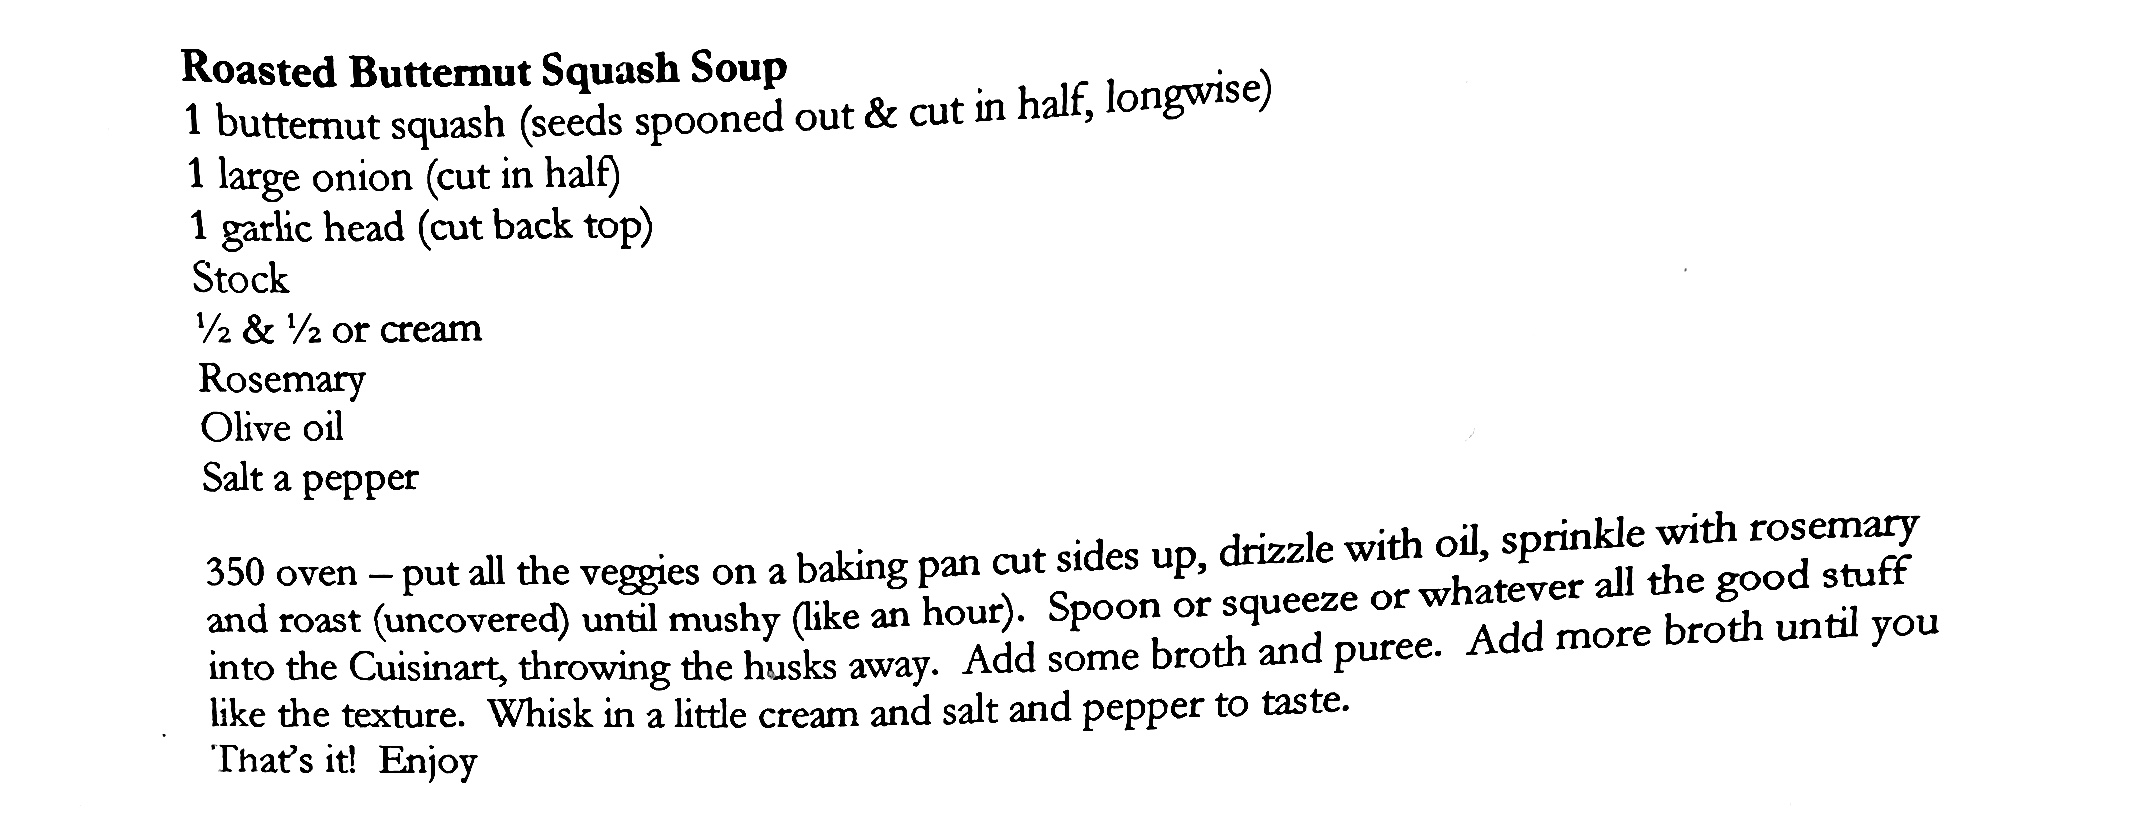 Roasted Butternut Squash Soup
1 butternut squash (seeds spooned out & cut in half, longwise)
1 large onion (cut in half)
1 garlic head (cut back top)
Stock
½ & ½ or cream
Rosemary
Olive oil
Salt a pepper
350 oven – put all the veggies on a baking pan cut sides up, drizzle with oil, sprinkle with rosemary
and roast (uncovered) until mushy (like an hour). Spoon or squeeze or whatever all the good stuff
into the Cuisinart, throwing the husks away. Add some broth and puree. Add more broth until you
like the texture. Whisk in a little cream and salt and pepper to taste.
That's it! Enjoy